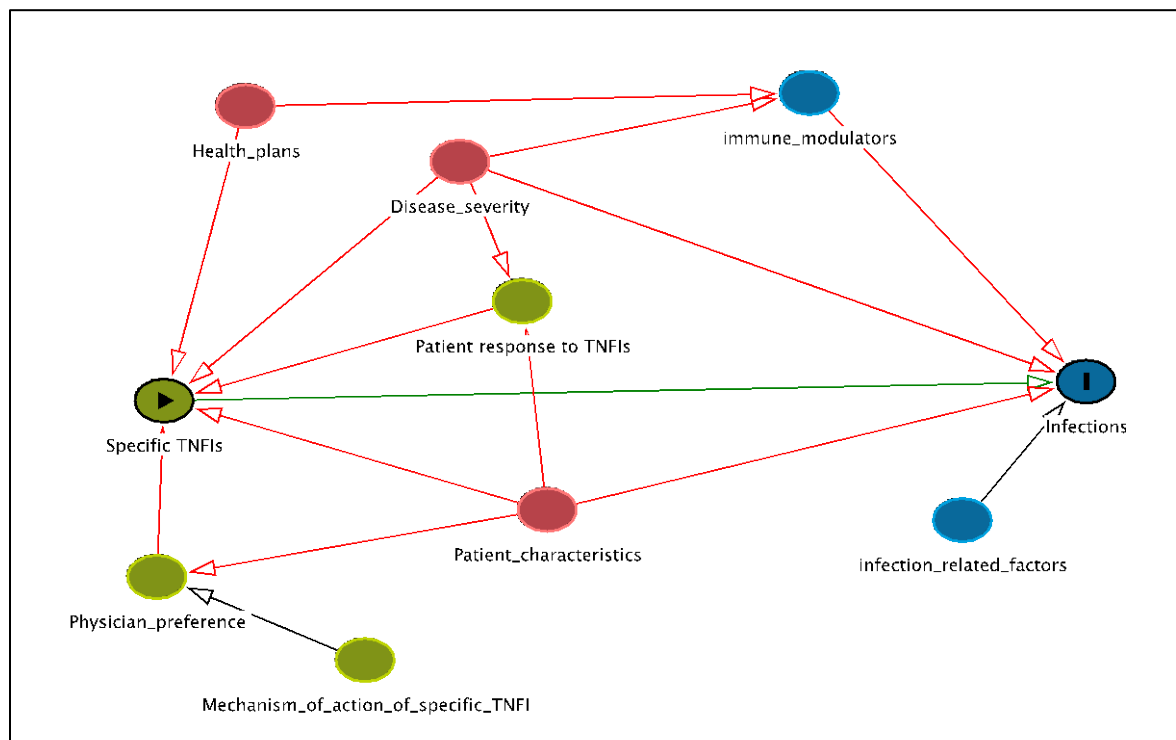 Health_plans
immune_modulators
Disease_severity
Patient response to TNFIs
Specific TNFIs
Infections
Patient_characteristics
infection_related_factors
Physician_preference
Mechanism_of_action_of_specific_TNFI